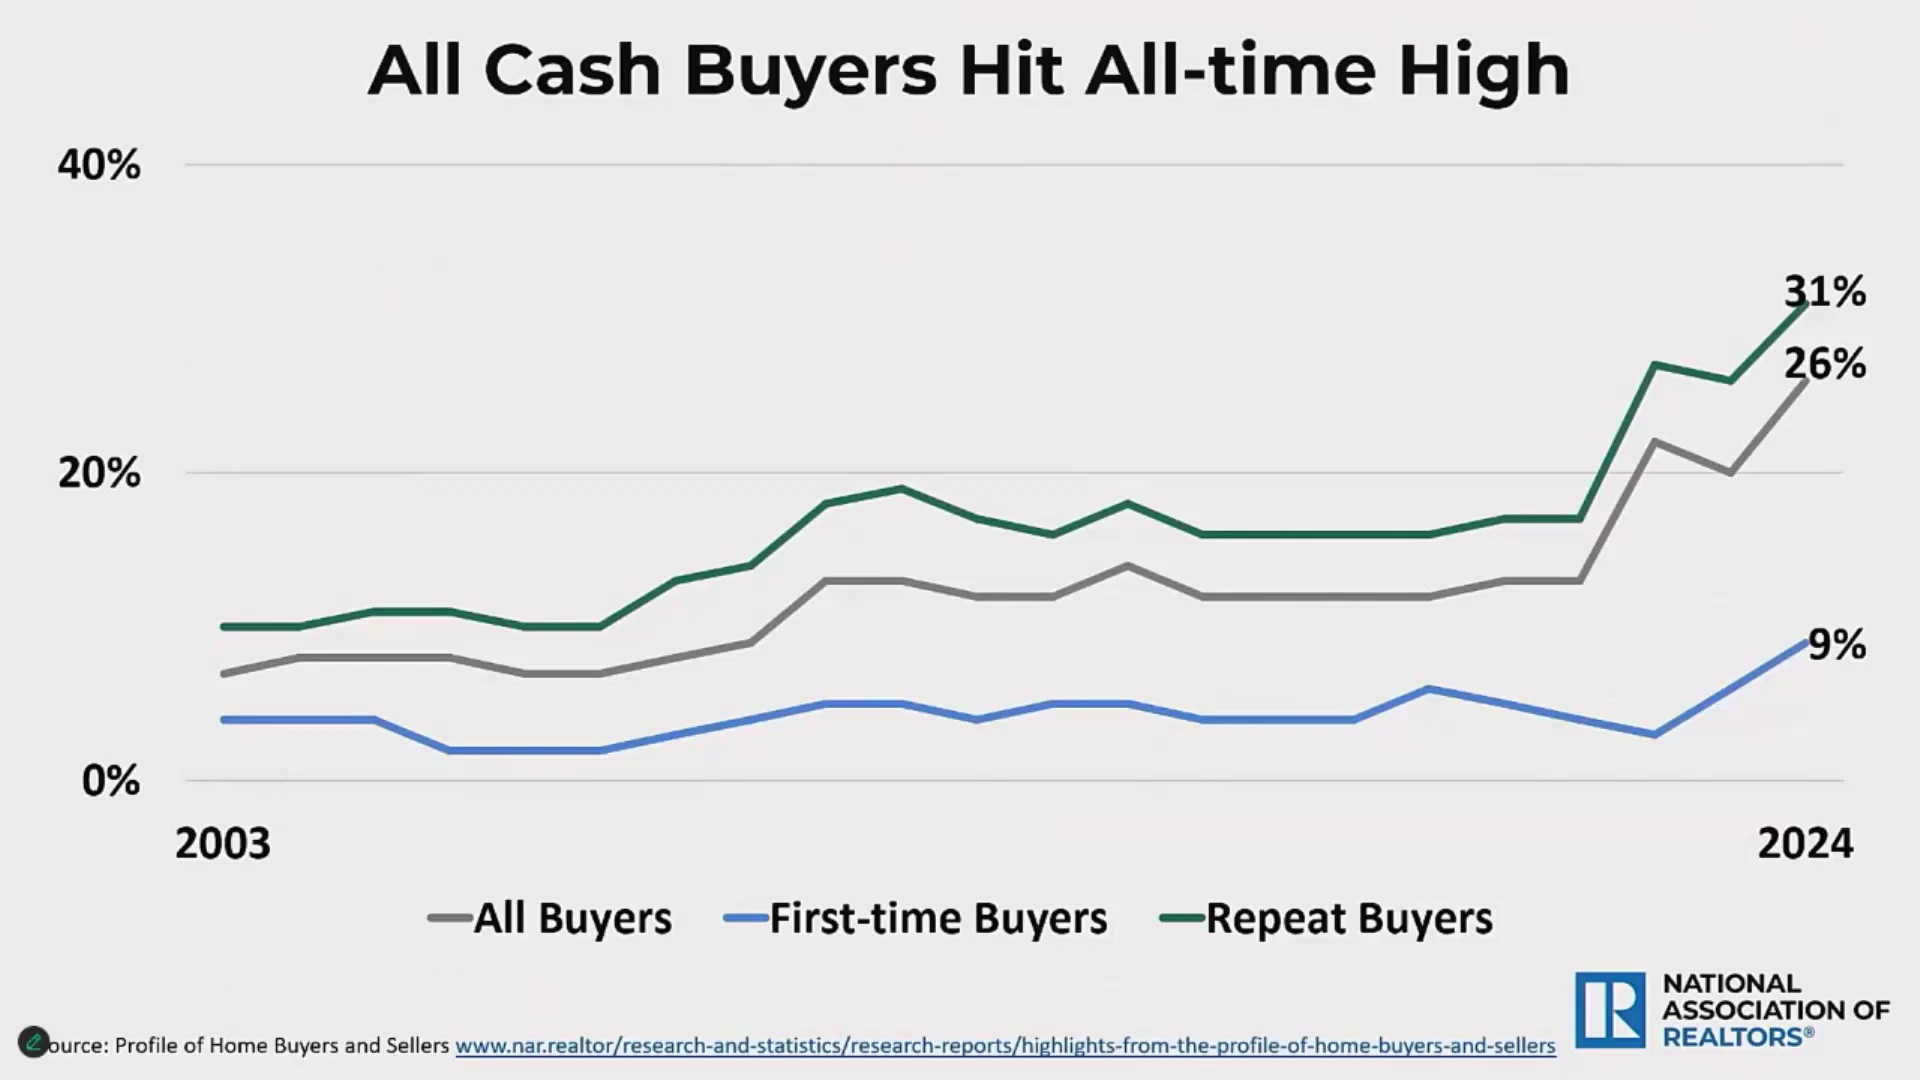 All Cash Buyers Hit All-time High
40%
31%
26%
20%
9%
0%
2003 2024
All Buyers First-time Buyers Repeat Buyers
NATIONAL
ASSOCIATION OF
REALTORS®
ource: Profile of Home Buyers and Sellers www.nar.realtor/research-and-statistics/research-reports/highlights-from-the-profile-of-home-buyers-and-sellers